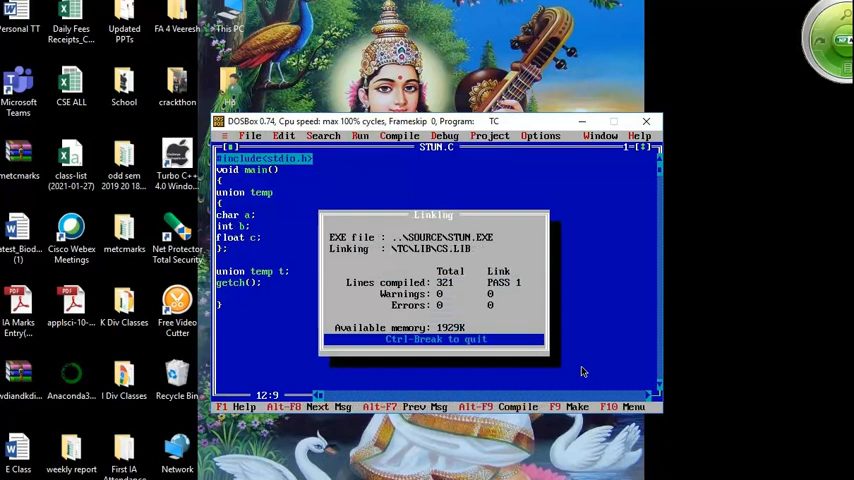 Personal TT
Daily Fees Receipts_C...
Updated PPTs
FA 4 Veeresh
This PC
Microsoft Teams
CSE ALL
School
crackthon
metcmarks
class-list (2021-01-27)
odd sem 2019 20 18...
Turbo C++ 4.0 Windo...
Cisco Webex Meetings
metcmarks
Net Protector Total Security
IA Marks Entry(...
applsci-10-...
K Div Classes
Free Video Cutter
Anaconda3...
I Div Classes
Recycle Bin
E Class
weekly report
First IA Attendance
Network
DOSBox 0.74, Cpu speed: max 100% cycles, Frameskip 0, Program: TC
≡ File Edit Search Run Compile Debug Project Options Window Help
[■] STUN.C 1=[↕]
#include<stdio.h>
void main()
{
union temp
{
char a;
int b;
float c;
};
union temp t;
getch();
}
Linking
EXE file : ..\SOURCE\STUN.EXE
Linking : \TC\LIB\CS.LIB
Total Link
Lines compiled: 321 PASS 1
Warnings: 0 0
Errors: 0 0
Available memory: 1929K
Ctrl-Break to quit
12:9
F1 Help Alt-F8 Next Msg Alt-F7 Prev Msg Alt-F9 Compile F9 Make F10 Menu